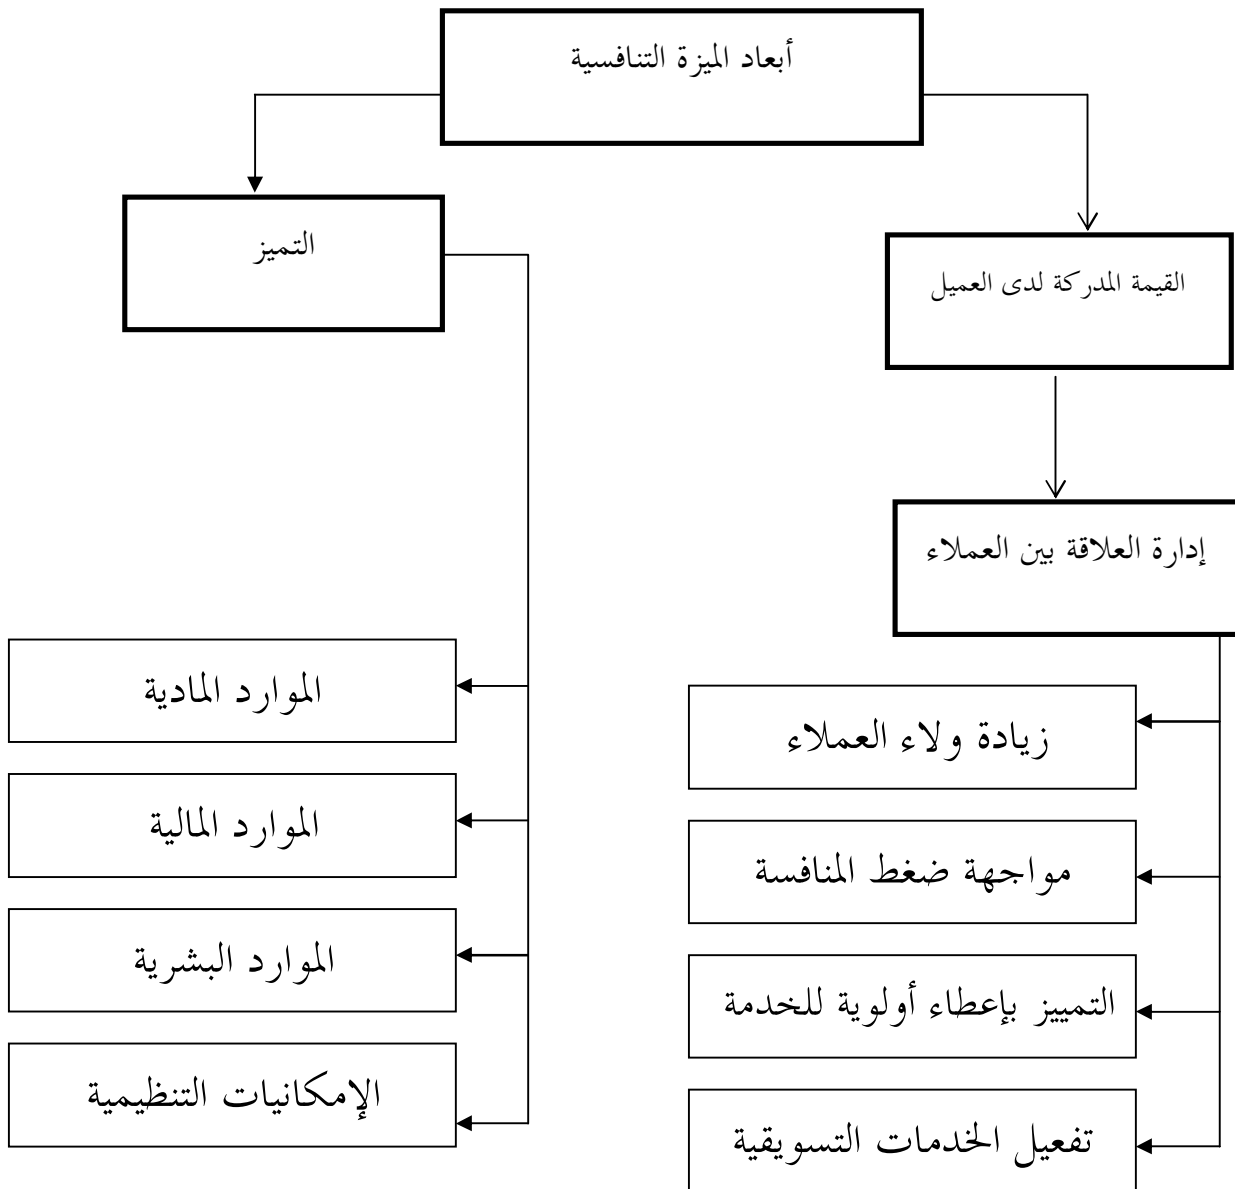 أبعاد الميزة التنافسية
القيمة المدركة لدى العميل
إدارة العلاقة بين العملاء
زيادة ولاء العملاء
مواجهة ضغط المنافسة
التمييز بإعطاء أولوية للخدمة
تفعيل الخدمات التسويقية
التميز
الموارد المادية
الموارد المالية
الموارد البشرية
الإمكانيات التنظيمية